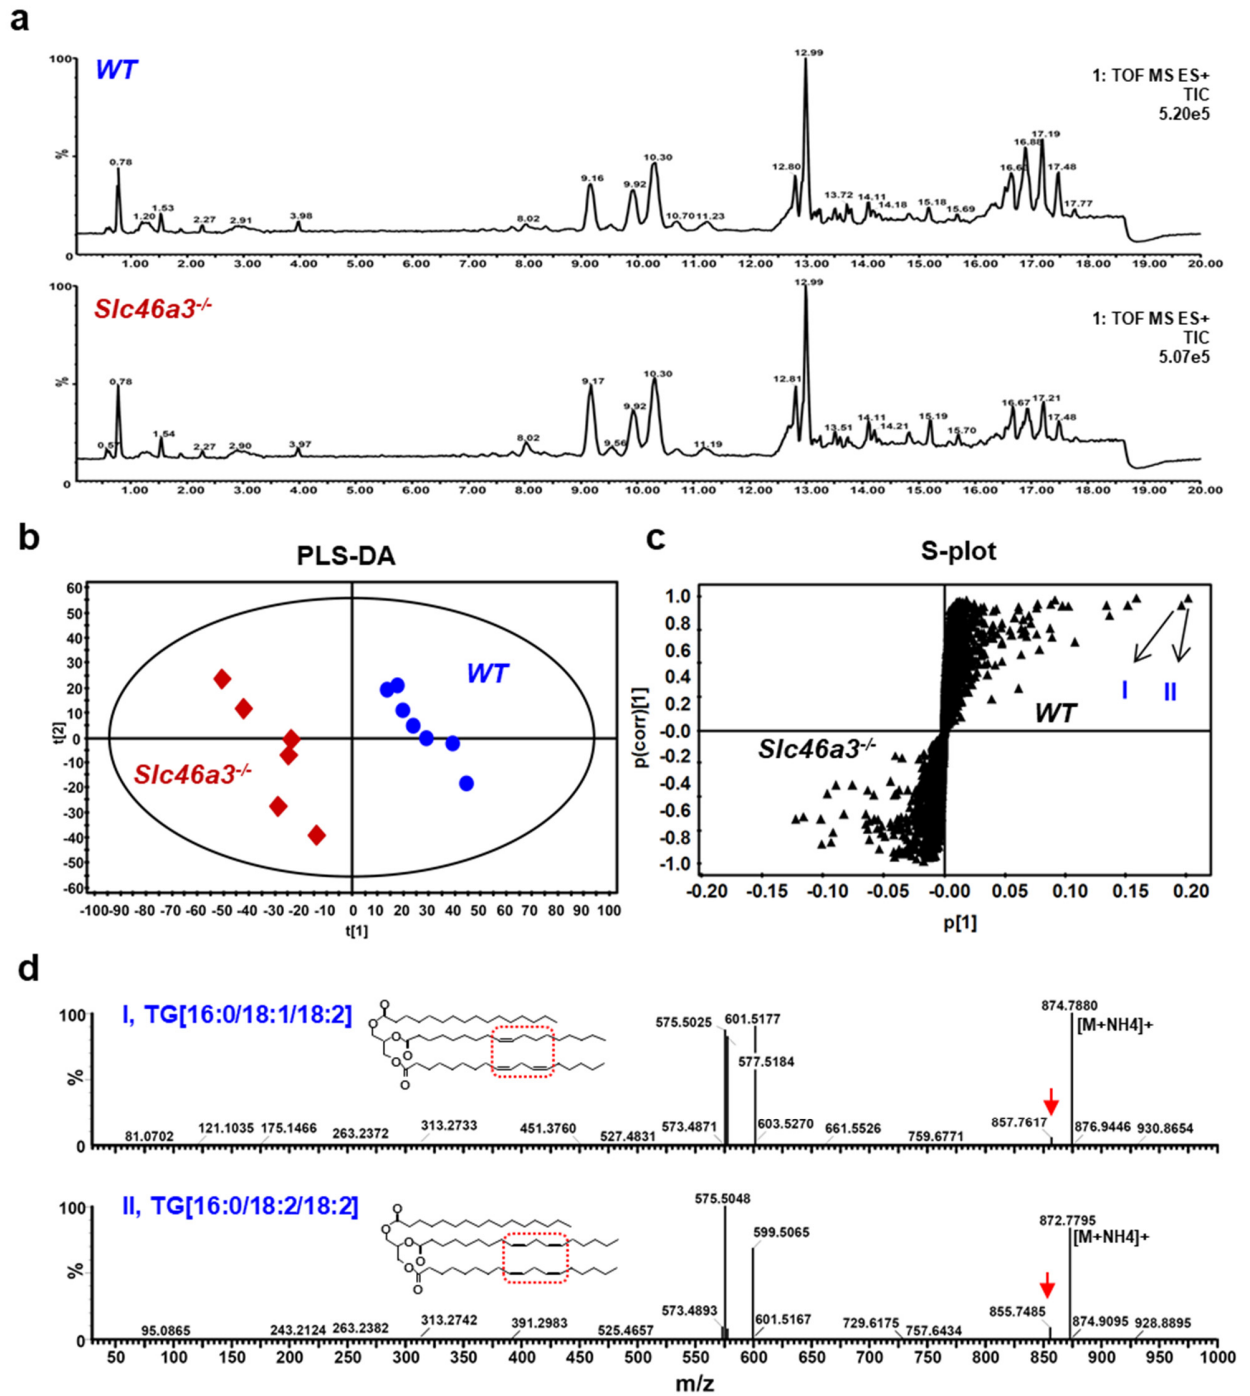 a
WT
1: TOF MS ES+
TIC
5.20e5
100
%
0
0.78
1.20
1.53
2.27
2.91
3.98
8.02
9.16
9.92
10.30
10.70
11.23
12.80
12.99
13.72
14.11
14.18
15.18
15.69
16.88
17.19
17.48
17.77
1.00 2.00 3.00 4.00 5.00 6.00 7.00 8.00 9.00 10.00 11.00 12.00 13.00 14.00 15.00 16.00 17.00 18.00 19.00 20.00
Slc46a3-/-
1: TOF MS ES+
TIC
5.07e5
100
%
0
0.78
1.54
2.27
2.90
3.97
8.02
9.17
9.56
9.92
10.30
11.19
12.81
12.99
13.51
14.11
14.21
15.19
15.70
16.67
17.21
17.48
1.00 2.00 3.00 4.00 5.00 6.00 7.00 8.00 9.00 10.00 11.00 12.00 13.00 14.00 15.00 16.00 17.00 18.00 19.00 20.00
b
PLS-DA
60
50
40
30
20
10
0
-10
-20
-30
-40
-50
-60
t[2]
WT
Slc46a3-/-
-100 -90 -80 -70 -60 -50 -40 -30 -20 -10 0 10 20 30 40 50 60 70 80 90 100
t[1]
c
S-plot
1.0
0.8
0.6
0.4
0.2
-0.0
-0.2
-0.4
-0.6
-0.8
-1.0
p(corr)[1]
I II
WT
Slc46a3-/-
-0.20 -0.15 -0.10 -0.05 -0.00 0.05 0.10 0.15 0.20
p[1]
d
I, TG[16:0/18:1/18:2]
100
%
0
O
O
O
O
O
O
81.0702
121.1035
175.1466
263.2372
313.2733
451.3760
527.4831
573.4871
575.5025
601.5177
577.5184
603.5270
661.5526
759.6771
857.7617
874.7880
[M+NH4]+
876.9446
930.8654
II, TG[16:0/18:2/18:2]
100
%
0
O
O
O
O
O
O
95.0865
243.2124
263.2382
313.2742
391.2983
525.4657
573.4893
575.5048
599.5065
601.5167
729.6175
757.6434
855.7485
872.7795
[M+NH4]+
874.9095
928.8895
50 100 150 200 250 300 350 400 450 500 550 600 650 700 750 800 850 900 950 1000
m/z